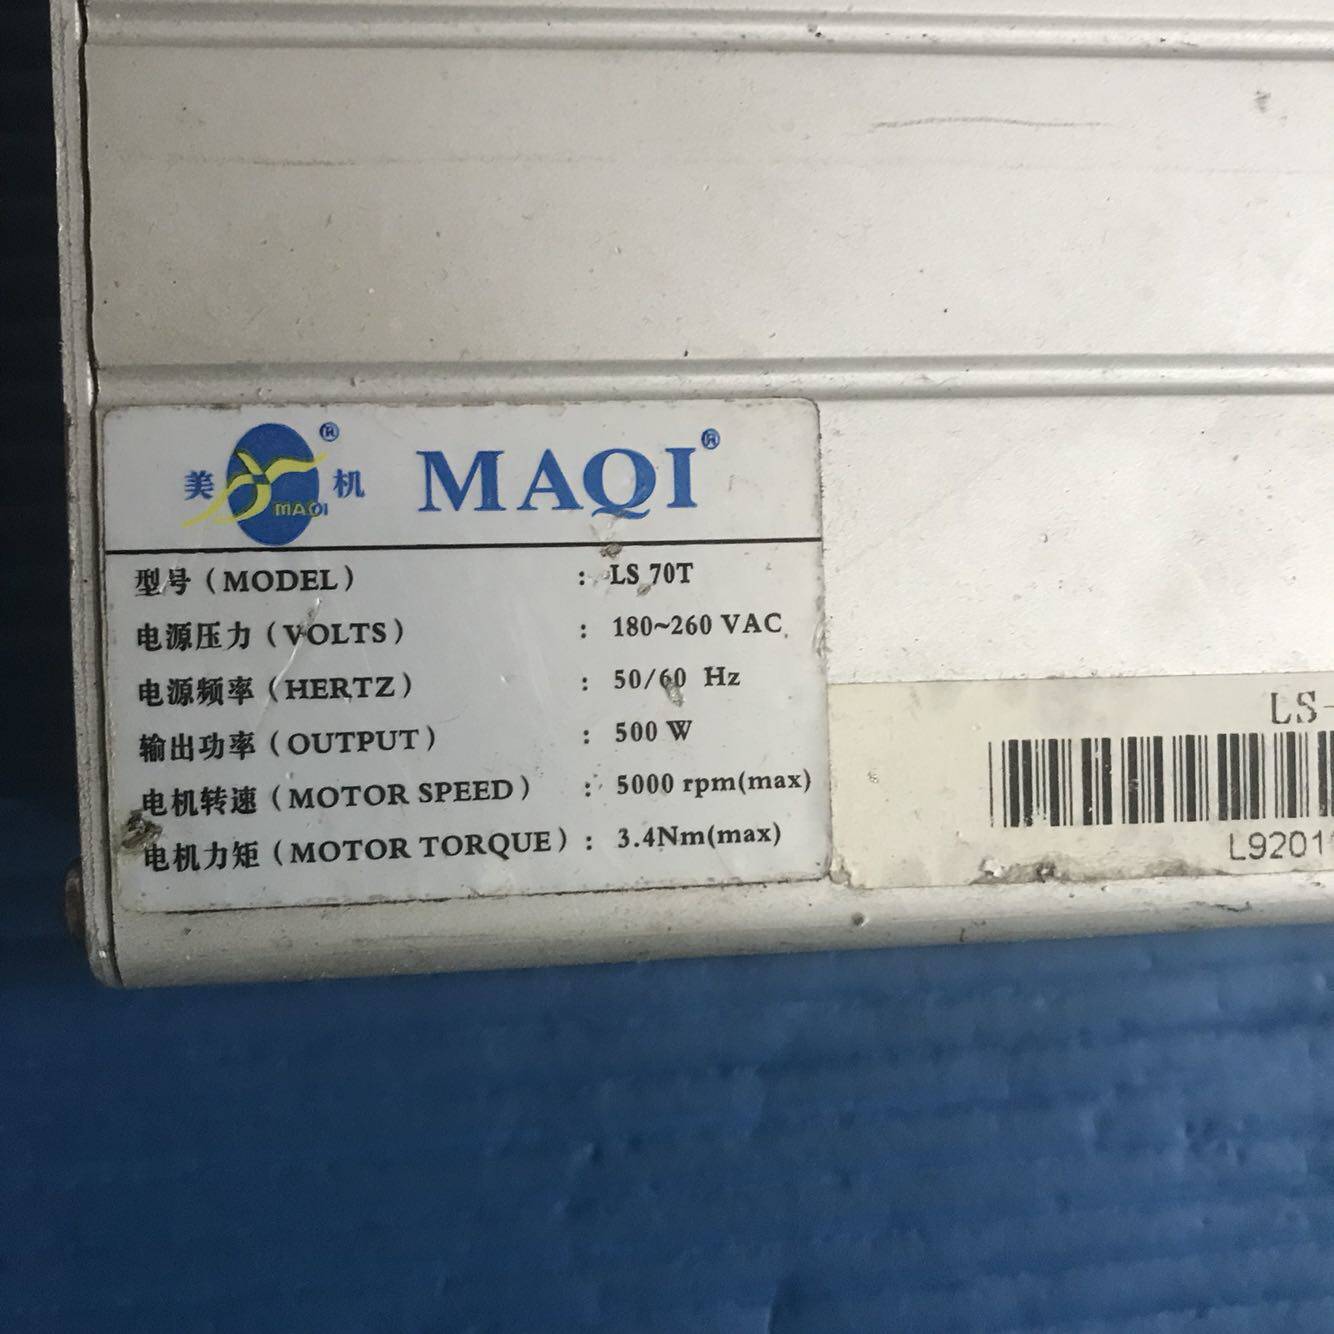 美 MAQI 机 ® MAQI®
型号（MODEL） : LS 70T
电源压力（VOLTS） : 180~260 VAC
电源频率（HERTZ） : 50/60 Hz
输出功率（OUTPUT） : 500 W
电机转速（MOTOR SPEED） : 5000 rpm(max)
电机力矩（MOTOR TORQUE） : 3.4Nm(max)
LS-
L9201